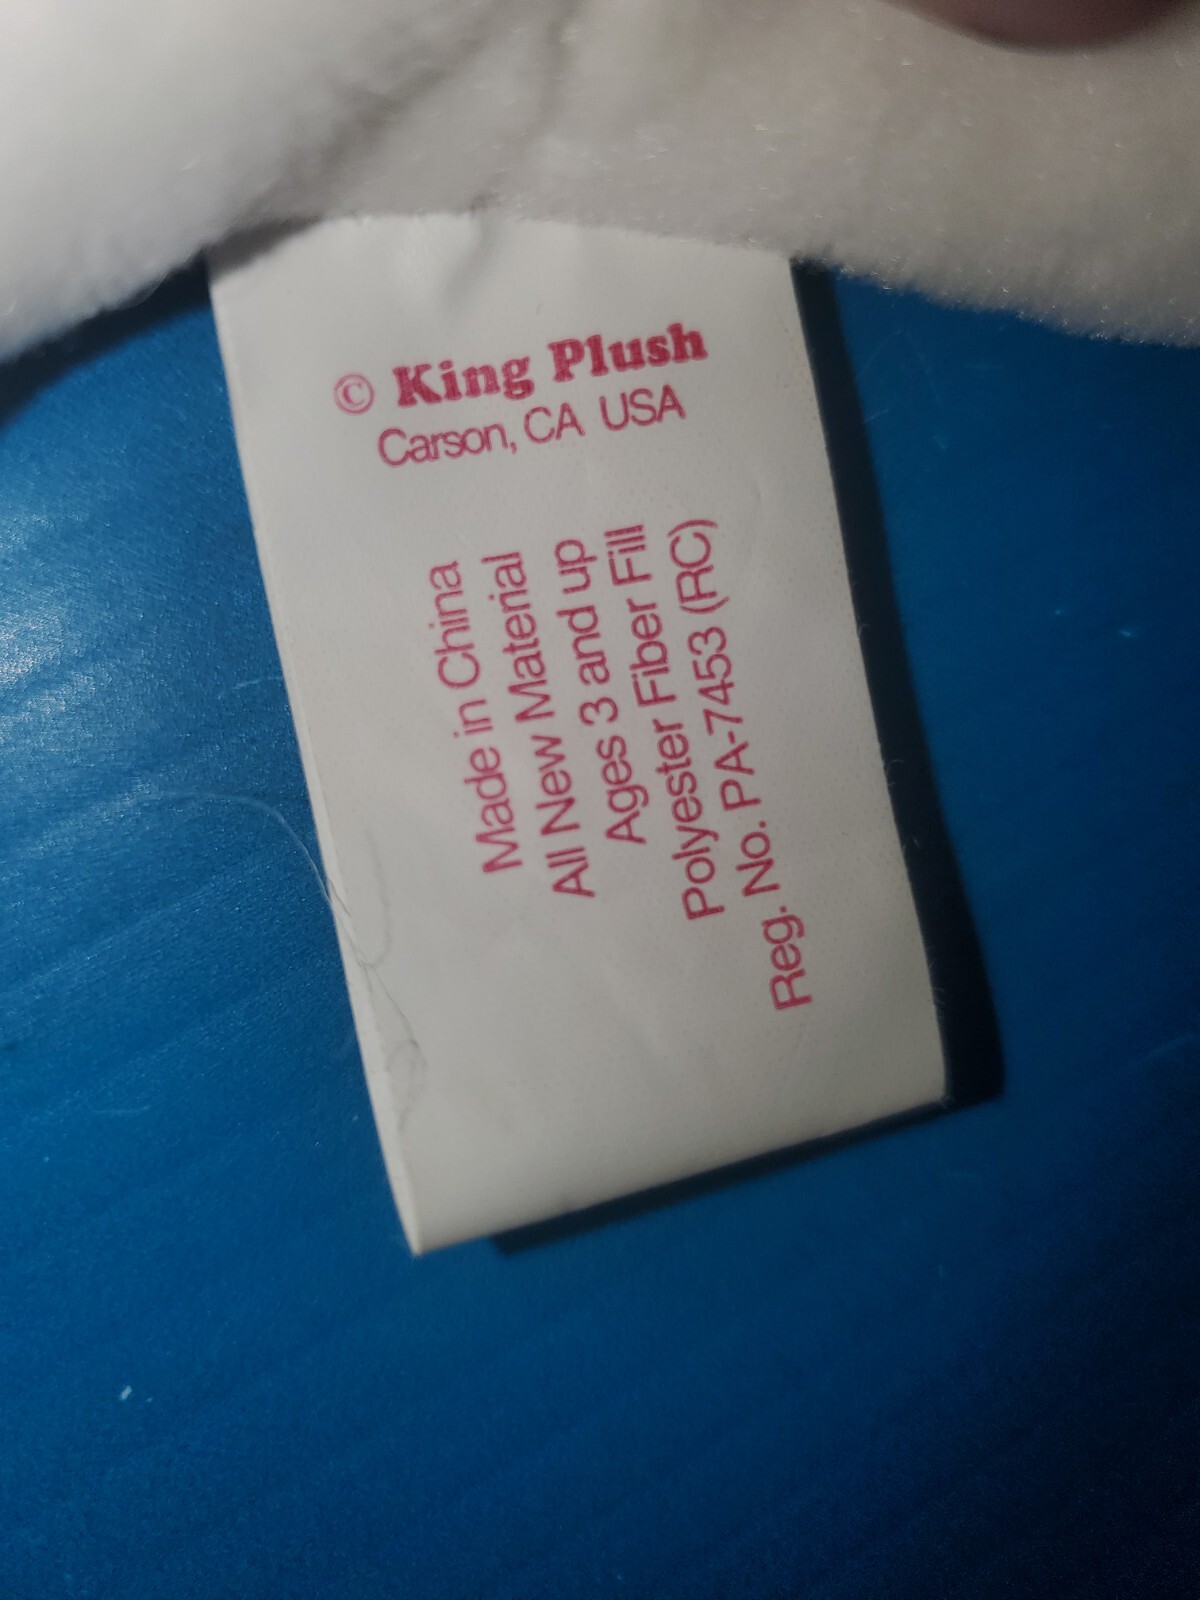 © King Plush
Carson, CA USA
Made in China
All New Material
Ages 3 and up
Polyester Fiber Fill
Reg. No. PA-7453 (RC)